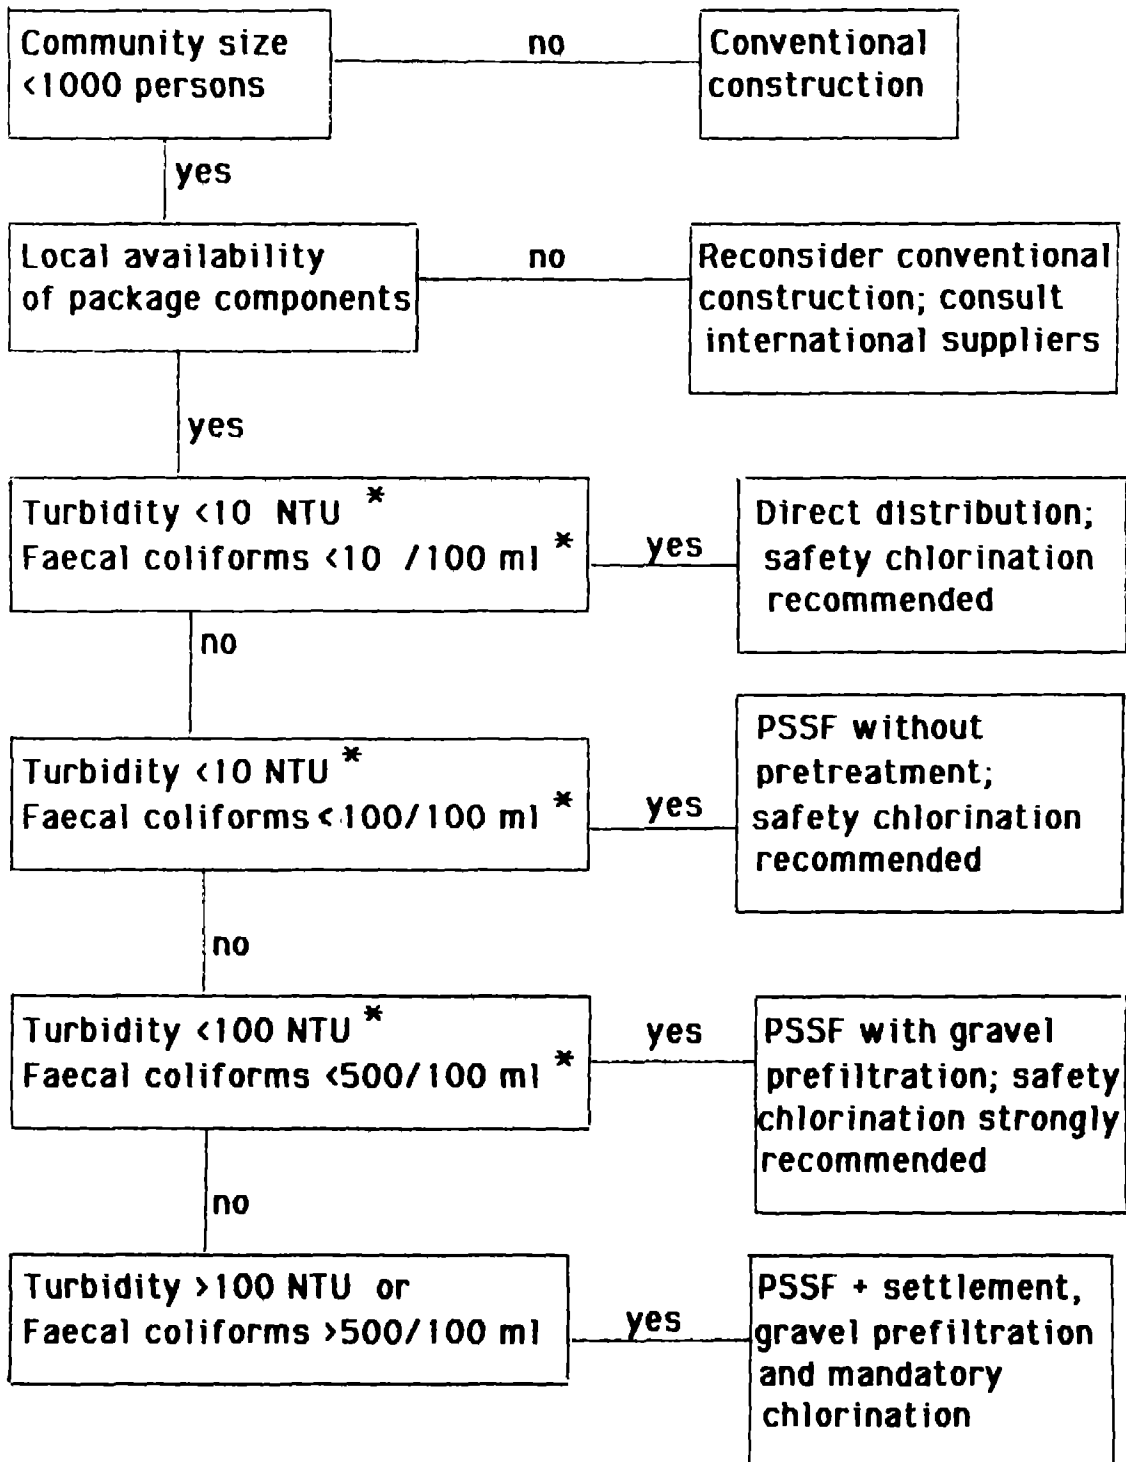 Community size
<1000 persons
no
Conventional
construction
yes
Local availability
of package components
no
Reconsider conventional
construction; consult
international suppliers
yes
Turbidity <10 NTU *
Faecal coliforms <10 /100 ml *
yes
Direct distribution;
safety chlorination
recommended
no
Turbidity <10 NTU *
Faecal coliforms <100/100 ml *
yes
PSSF without
pretreatment;
safety chlorination
recommended
no
Turbidity <100 NTU *
Faecal coliforms <500/100 ml *
yes
PSSF with gravel
prefiltration; safety
chlorination strongly
recommended
no
Turbidity >100 NTU or
Faecal coliforms >500/100 ml
yes
PSSF + settlement,
gravel prefiltration
and mandatory
chlorination